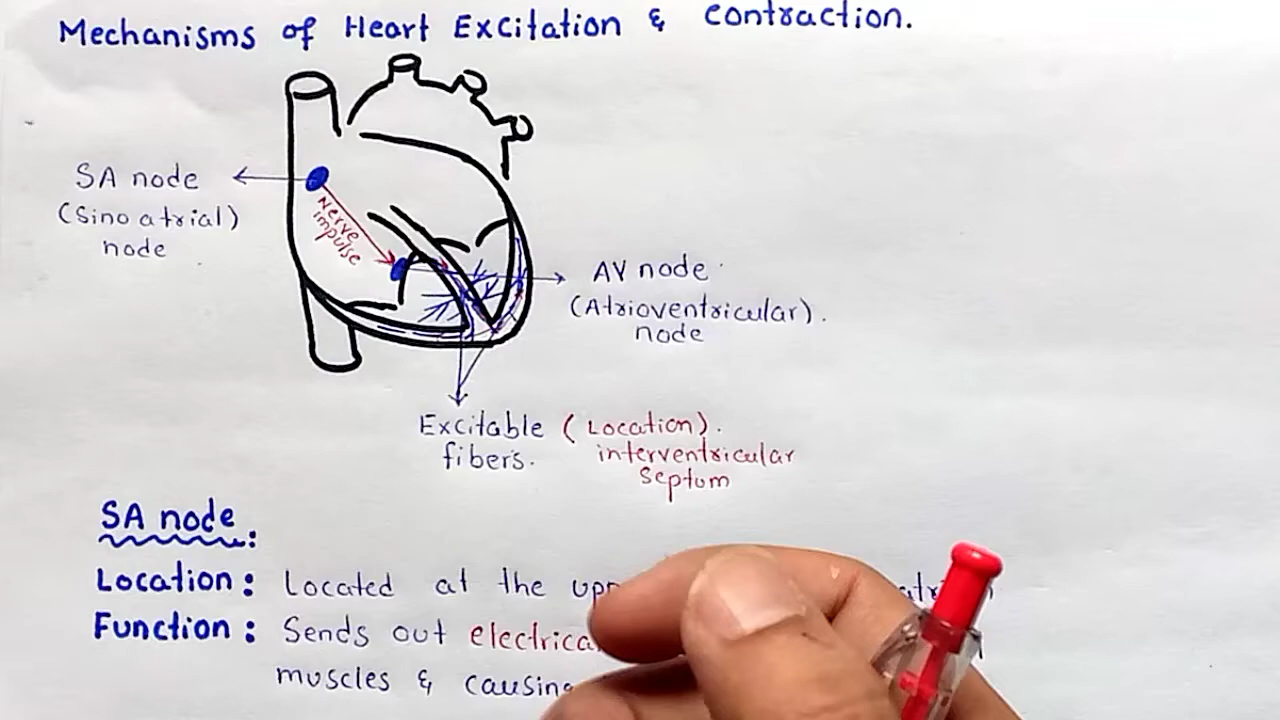 Mechanisms of Heart Excitation & contraction.
SA node
(Sino atrial)
node
Nerve
impulse
AV node
(Atrioventricular).
node
Excitable (Location).
fibers. interventricular
septum
SA node :
Location : Located at the
Function : Sends out
muscles & causing